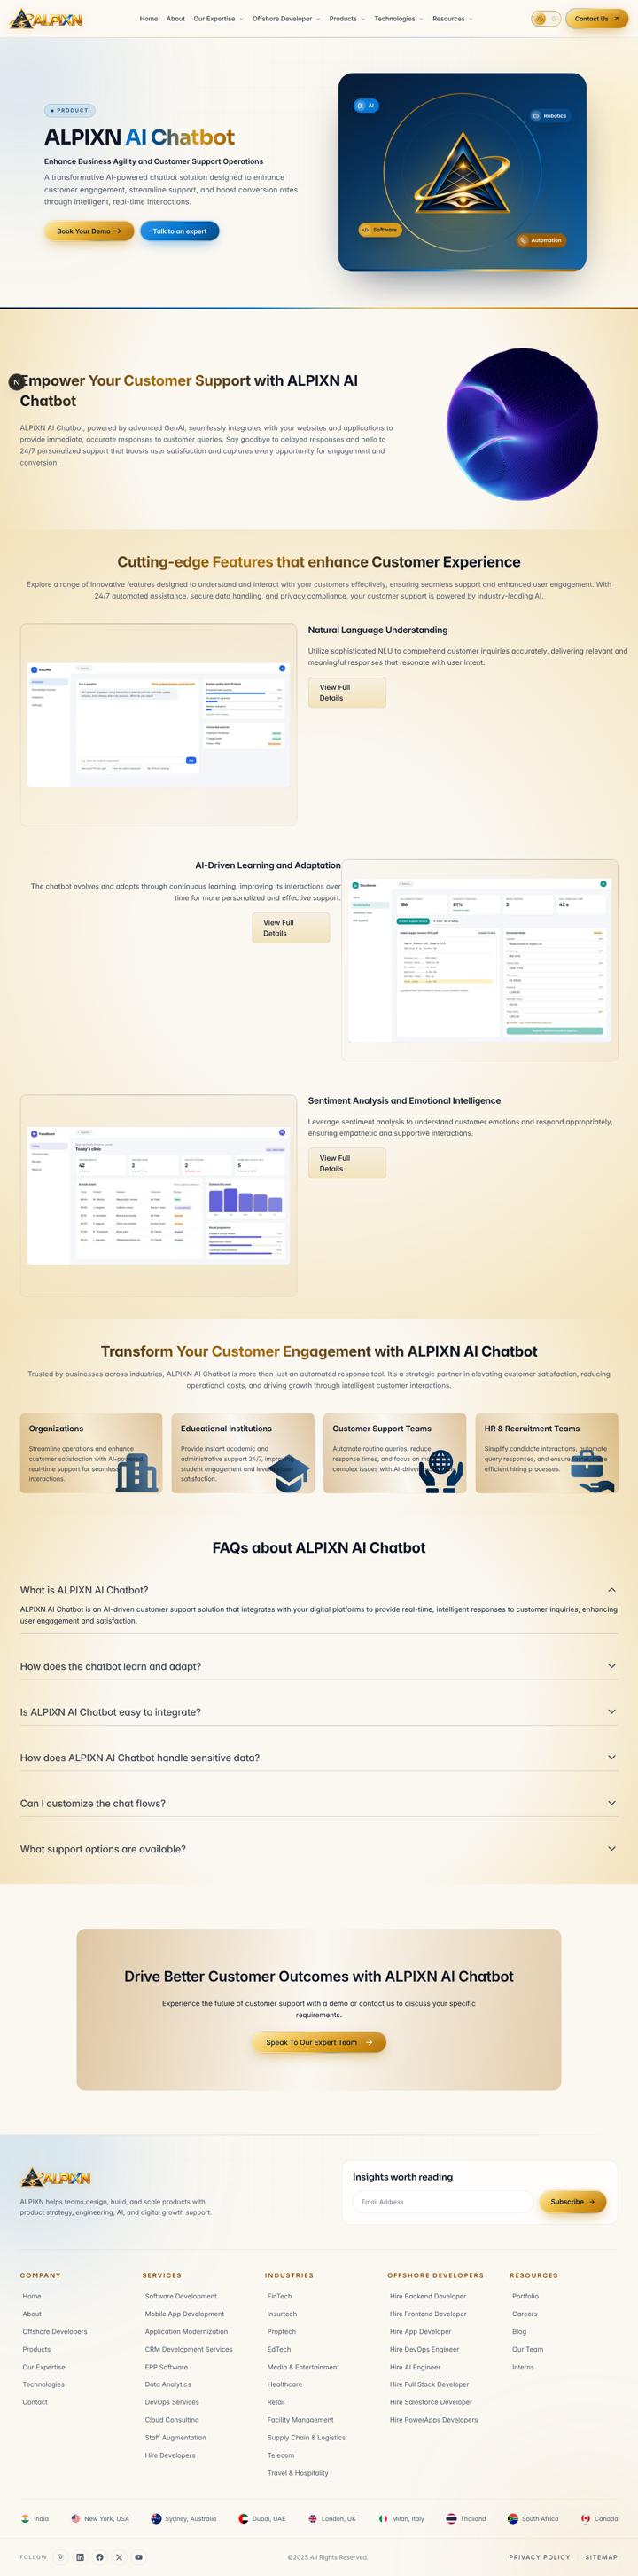 ALPIXN
Home About Our Expertise Offshore Developer Products Technologies Resources
Contact Us
PRODUCT
ALPIXN AI Chatbot
Enhance Business Agility and Customer Support Operations
A transformative AI-powered chatbot solution designed to enhance
customer engagement, streamline support, and boost conversion rates
through intelligent, real-time interactions.
Book Your Demo
Talk to an expert
AI
Robotics
Software
Automation
N
Empower Your Customer Support with ALPIXN AI
Chatbot
ALPIXN AI Chatbot, powered by advanced GenAI, seamlessly integrates with your websites and applications to
provide immediate, accurate responses to customer queries. Say goodbye to delayed responses and hello to
24/7 personalized support that boosts user satisfaction and captures every opportunity for engagement and
conversion.
Cutting-edge Features that enhance Customer Experience
Explore a range of innovative features designed to understand and interact with your customers effectively, ensuring seamless support and enhanced user engagement. With
24/7 automated assistance, secure data handling, and privacy compliance, your customer support is powered by industry-leading AI.
Natural Language Understanding
Utilize sophisticated NLU to comprehend customer inquiries accurately, delivering relevant and
meaningful responses that resonate with user intent.
View Full
Details
AI-Driven Learning and Adaptation
The chatbot evolves and adapts through continuous learning, improving its interactions over
time for more personalized and effective support.
View Full
Details
186
81%
2
42 s
Sentiment Analysis and Emotional Intelligence
Leverage sentiment analysis to understand customer emotions and respond appropriately,
ensuring empathetic and supportive interactions.
View Full
Details
Today's clinic
42
2
2
5
Transform Your Customer Engagement with ALPIXN AI Chatbot
Trusted by businesses across industries, ALPIXN AI Chatbot is more than just an automated response tool. It's a strategic partner in elevating customer satisfaction, reducing
operational costs, and driving growth through intelligent customer interactions.
Organizations
Streamline operations and enhance
customer satisfaction with AI-powered
real-time support for seamless
interactions.
Educational Institutions
Provide instant academic and
administrative support 24/7, improving
student engagement and
satisfaction.
Customer Support Teams
Automate routine queries, reduce
response times, and focus on
complex issues with AI-driven
HR & Recruitment Teams
Simplify candidate interactions, automate
query responses, and ensure
efficient hiring processes.
FAQs about ALPIXN AI Chatbot
What is ALPIXN AI Chatbot?
ALPIXN AI Chatbot is an AI-driven customer support solution that integrates with your digital platforms to provide real-time, intelligent responses to customer inquiries, enhancing
user engagement and satisfaction.
How does the chatbot learn and adapt?
Is ALPIXN AI Chatbot easy to integrate?
How does ALPIXN AI Chatbot handle sensitive data?
Can I customize the chat flows?
What support options are available?
Drive Better Customer Outcomes with ALPIXN AI Chatbot
Experience the future of customer support with a demo or contact us to discuss your specific
requirements.
Speak To Our Expert Team
ALPIXN
ALPIXN helps teams design, build, and scale products with
product strategy, engineering, AI, and digital growth support.
Insights worth reading
Email Address
Subscribe
COMPANY
Home
About
Offshore Developers
Products
Our Expertise
Technologies
Contact
SERVICES
Software Development
Mobile App Development
Application Modernization
CRM Development Services
ERP Software
Data Analytics
DevOps Services
Cloud Consulting
Staff Augmentation
Hire Developers
INDUSTRIES
FinTech
Insurtech
Proptech
EdTech
Media & Entertainment
Healthcare
Retail
Facility Management
Supply Chain & Logistics
Telecom
Travel & Hospitality
OFFSHORE DEVELOPERS
Hire Backend Developer
Hire Frontend Developer
Hire App Developer
Hire DevOps Engineer
Hire AI Engineer
Hire Full Stack Developer
Hire Salesforce Developer
Hire PowerApps Developers
RESOURCES
Portfolio
Careers
Blog
Our Team
Interns
India New York, USA Sydney, Australia Dubai, UAE London, UK Milan, Italy Thailand South Africa Canada
FOLLOW
©2025 All Rights Reserved.
PRIVACY POLICY SITEMAP